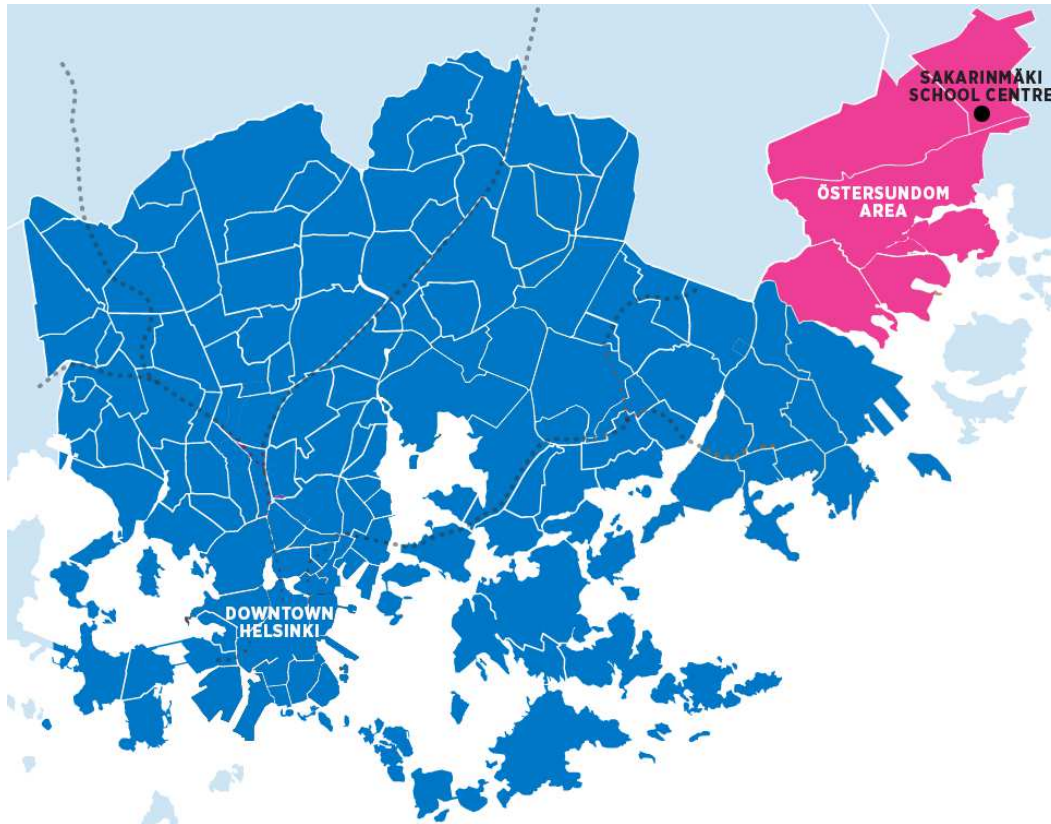 SAKARINMÄKI
SCHOOL CENTRE
ÖSTERSUNDOM
AREA
DOWNTOWN
HELSINKI